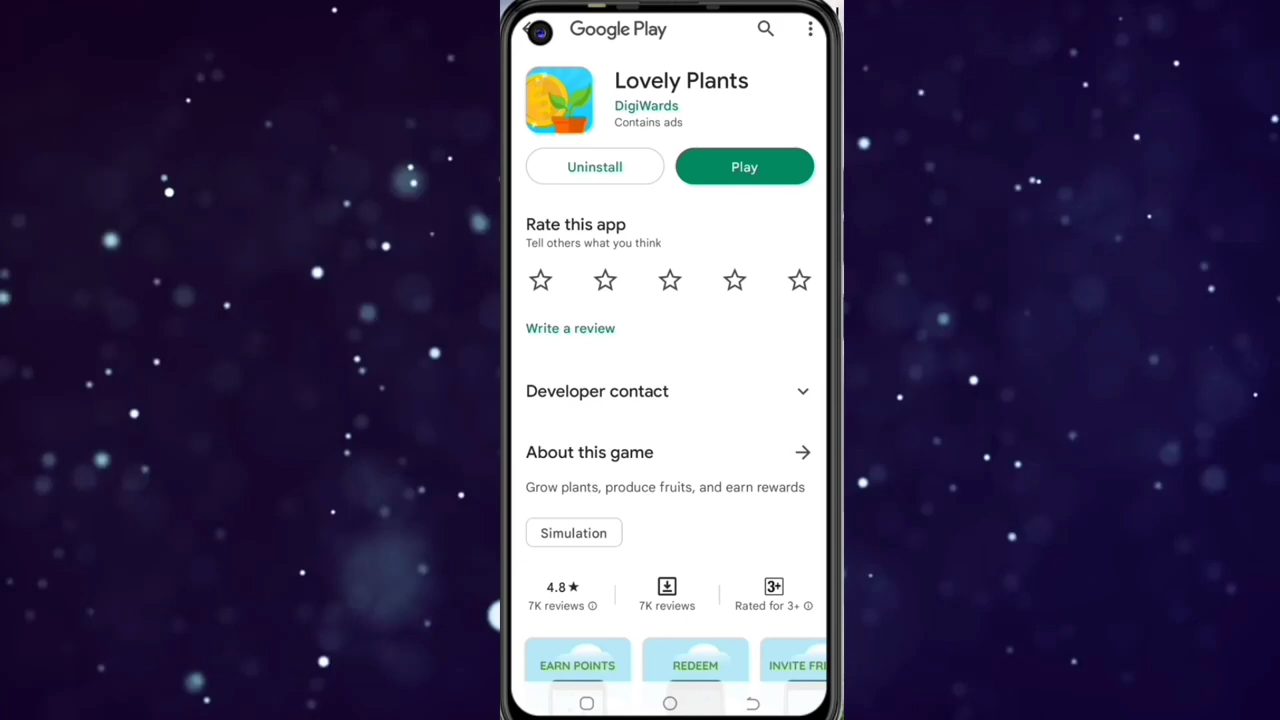 Google Play
Lovely Plants
DigiWards
Contains ads
Uninstall
Play
Rate this app
Tell others what you think
Write a review
Developer contact
About this game
Grow plants, produce fruits, and earn rewards
Simulation
4.8★
7K reviews
7K reviews
3+
Rated for 3+
EARN POINTS
REDEEM
INVITE FRI